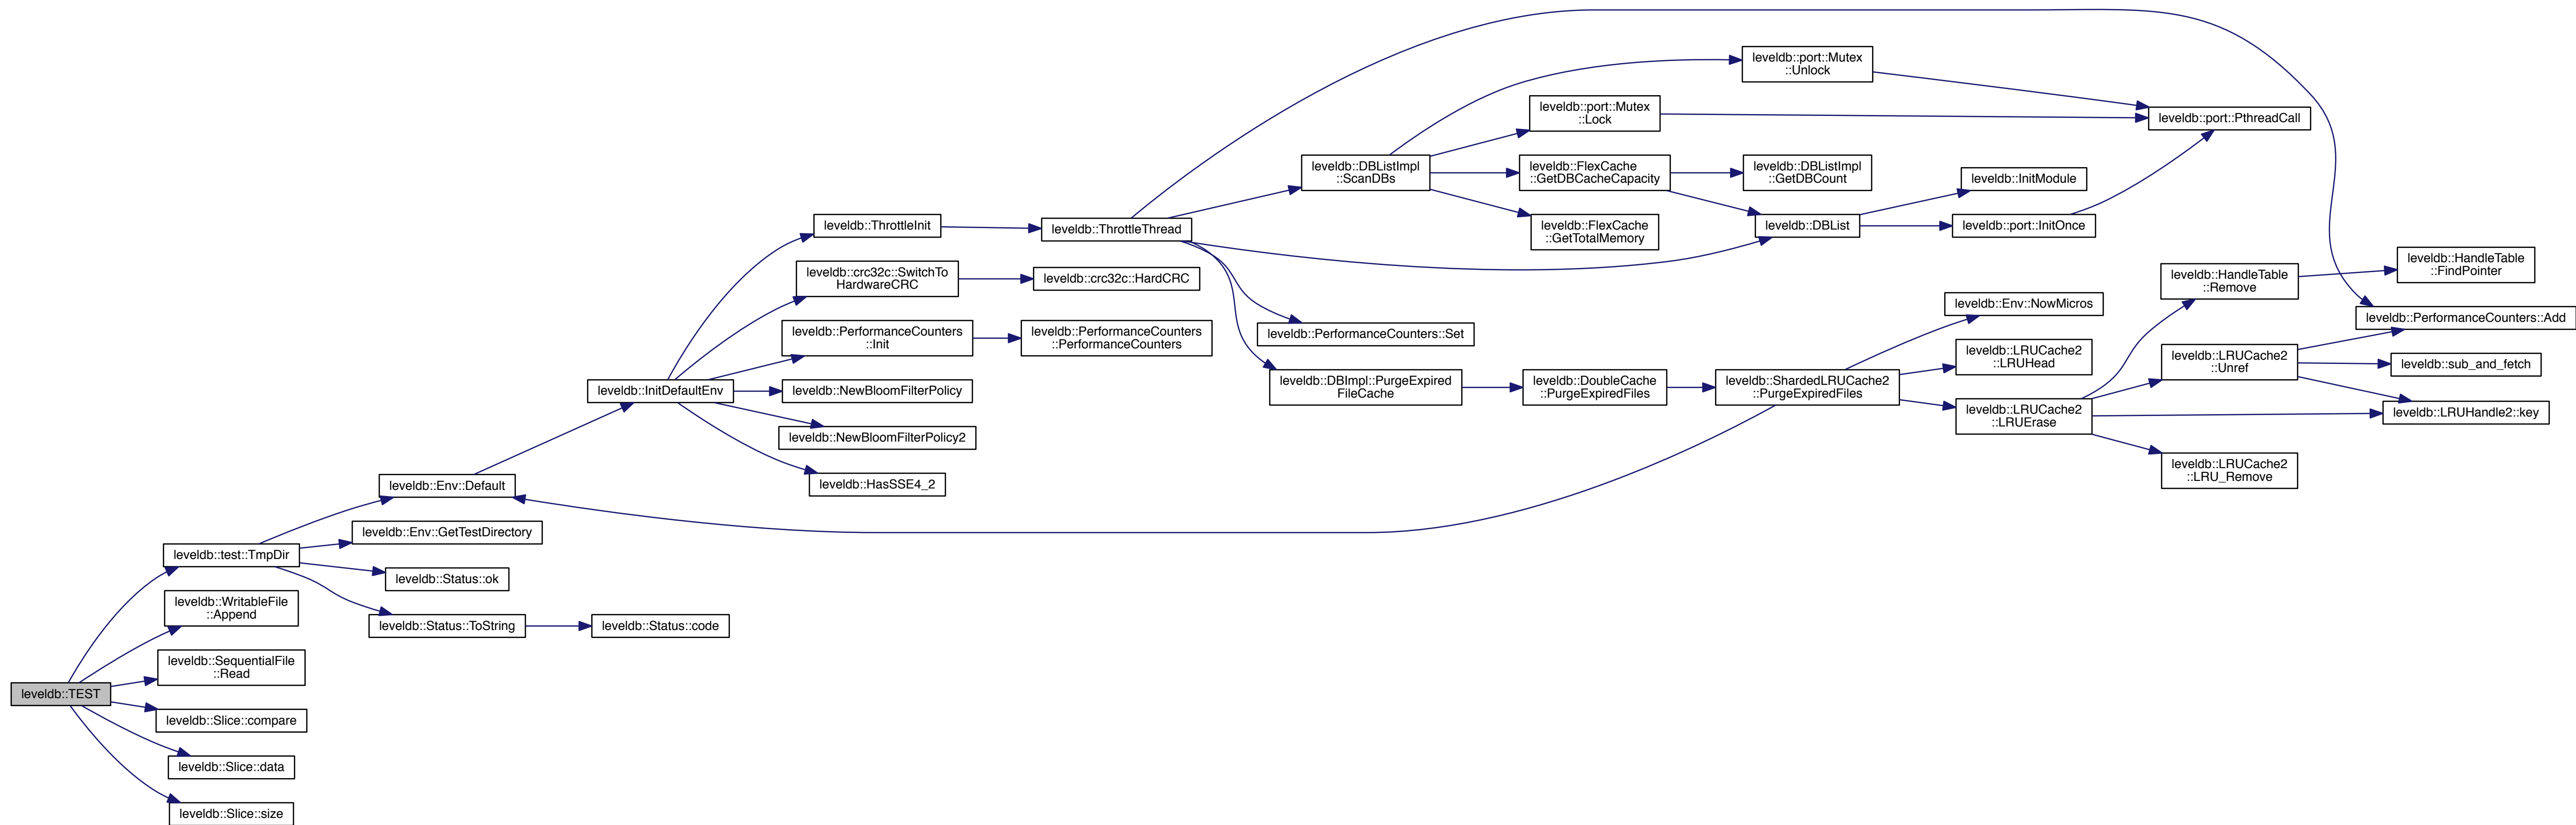 leveldb::TEST
leveldb::test::TmpDir
leveldb::WritableFile
::Append
leveldb::SequentialFile
::Read
leveldb::Slice::compare
leveldb::Slice::data
leveldb::Slice::size
leveldb::Env::Default
leveldb::Env::GetTestDirectory
leveldb::Status::ok
leveldb::Status::ToString
leveldb::Status::code
leveldb::InitDefaultEnv
leveldb::ThrottleInit
leveldb::crc32c::SwitchTo
HardwareCRC
leveldb::PerformanceCounters
::Init
leveldb::NewBloomFilterPolicy
leveldb::NewBloomFilterPolicy2
leveldb::HasSSE4_2
leveldb::ThrottleThread
leveldb::crc32c::HardCRC
leveldb::PerformanceCounters
::PerformanceCounters
leveldb::DBListImpl
::ScanDBs
leveldb::PerformanceCounters::Set
leveldb::DBImpl::PurgeExpired
FileCache
leveldb::port::Mutex
::Lock
leveldb::FlexCache
::GetDBCacheCapacity
leveldb::FlexCache
::GetTotalMemory
leveldb::DoubleCache
::PurgeExpiredFiles
leveldb::port::Mutex
::Unlock
leveldb::DBListImpl
::GetDBCount
leveldb::DBList
leveldb::ShardedLRUCache2
::PurgeExpiredFiles
leveldb::InitModule
leveldb::port::InitOnce
leveldb::Env::NowMicros
leveldb::LRUCache2
::LRUHead
leveldb::LRUCache2
::LRUErase
leveldb::port::PthreadCall
leveldb::HandleTable
::Remove
leveldb::LRUCache2
::Unref
leveldb::LRUCache2
::LRU_Remove
leveldb::HandleTable
::FindPointer
leveldb::PerformanceCounters::Add
leveldb::sub_and_fetch
leveldb::LRUHandle2::key